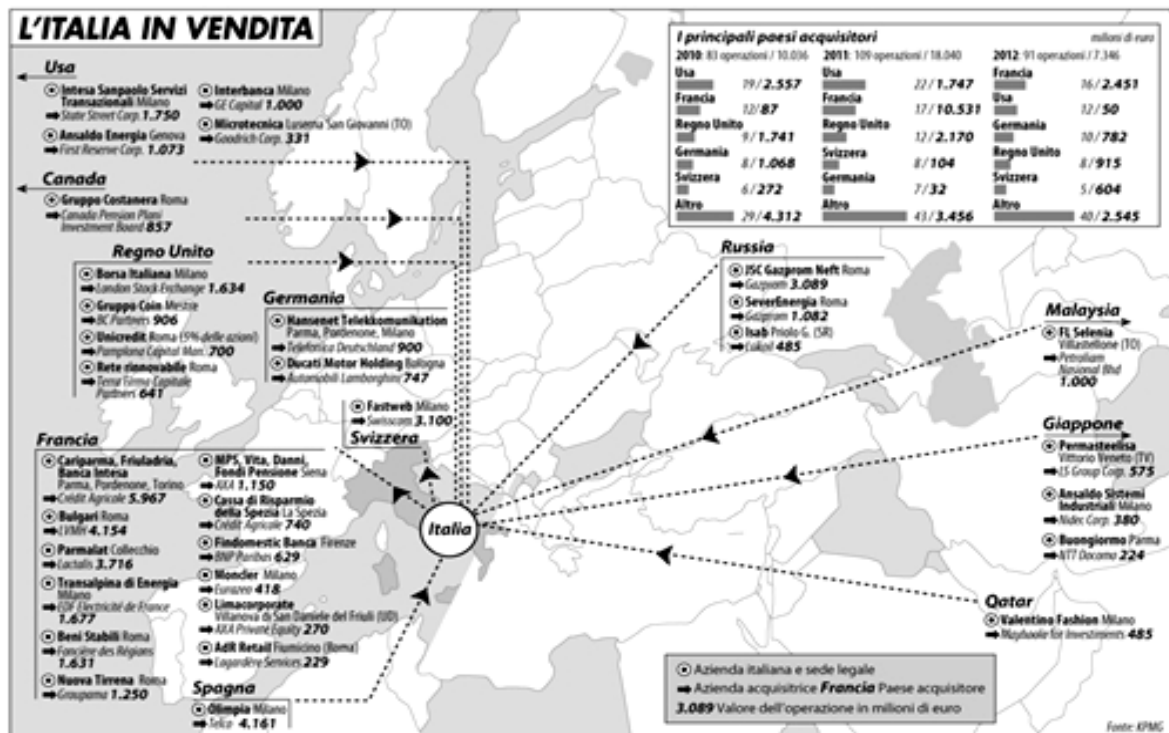 L'ITALIA IN VENDITA
Usa
Intesa Sanpaolo Servizi
Transazionali Milano
State Street Corp. 1.750
Ansaldo Energia Genova
First Reserve Corp. 1.073
Interbanca Milano
GE Capital 1.000
Microtecnica Luserna San Giovanni (TO)
Goodrich Corp. 331
Canada
Gruppo Costanera Roma
Canada Pension Plani
Investment Board 857
Regno Unito
Borsa Italiana Milano
London Stock Exchange 1.634
Gruppo Coin Mestre
BC Partners 906
Unicredit Roma (5% delle azioni)
Pamplona Capital Man. 700
Rete rinnovabile Roma
Terra Firma Capitale
Partners 641
Germania
Hansenet Telekkomunikation
Parma, Pordenone, Milano
Telefonica Deutschland 900
Ducati Motor Holding Bologna
Automobili Lamborghini 747
Fastweb Milano
Swisscom 3.100
Svizzera
Francia
Cariparma, Friuladria,
Banca Intesa
Parma, Pordenone, Torino
Crédit Agricole 5.967
Bulgari Roma
LVMH 4.154
Parmalat Collecchio
Lactalis 3.716
Transalpina di Energia
Milano
EDF Electricité de France
1.677
Beni Stabili Roma
Foncière des Régions
1.631
Nuova Tirrena Roma
Groupama 1.250
MPS, Vita, Danni,
Fondi Pensione Siena
AXA 1.150
Cassa di Risparmio
della Spezia La Spezia
Crédit Agricole 740
Findomestic Banca Firenze
BNP Paribas 629
Moncler Milano
Eurazeo 418
Limacorporate
Villanova di San Daniele del Friuli (UD)
AXA Private Equity 270
AdR Retail Fiumicino (Roma)
Lagardère Services 229
Spagna
Olimpia Milano
Telco 4.161
Italia
I principali paesi acquisitori
milioni di euro
2010: 83 operazioni / 10.036
Usa
19 / 2.557
Francia
12 / 87
Regno Unito
9 / 1.741
Germania
8 / 1.068
Svizzera
6 / 272
Altro
29 / 4.312
2011: 109 operazioni / 18.040
Usa
22 / 1.747
Francia
17 / 10.531
Regno Unito
12 / 2.170
Svizzera
8 / 104
Germania
7 / 32
Altro
43 / 3.456
2012: 91 operazioni / 7.346
Francia
16 / 2.451
Usa
12 / 50
Germania
10 / 782
Regno Unito
8 / 915
Svizzera
5 / 604
Altro
40 / 2.545
Russia
JSC Gazprom Neft Roma
Gazprom 3.089
SeverEnergia Roma
Gazprom 1.082
Isab Priolo G. (SR)
Lukoil 485
Malaysia
FL Selenia
Villastellone (TO)
Petroliam
Nasional Bhd
1.000
Giappone
Permasteelisa
Vittorio Veneto (TV)
LS Group Corp. 575
Ansaldo Sistemi
Industriali Milano
Nidec Corp. 380
Buongiorno Parma
NTT Docomo 224
Qatar
Valentino Fashion Milano
Mayhoola for Investments 485
Azienda italiana e sede legale
Azienda acquisitrice Francia Paese acquisitore
3.089 Valore dell'operazione in milioni di euro
Fonte: KPMG